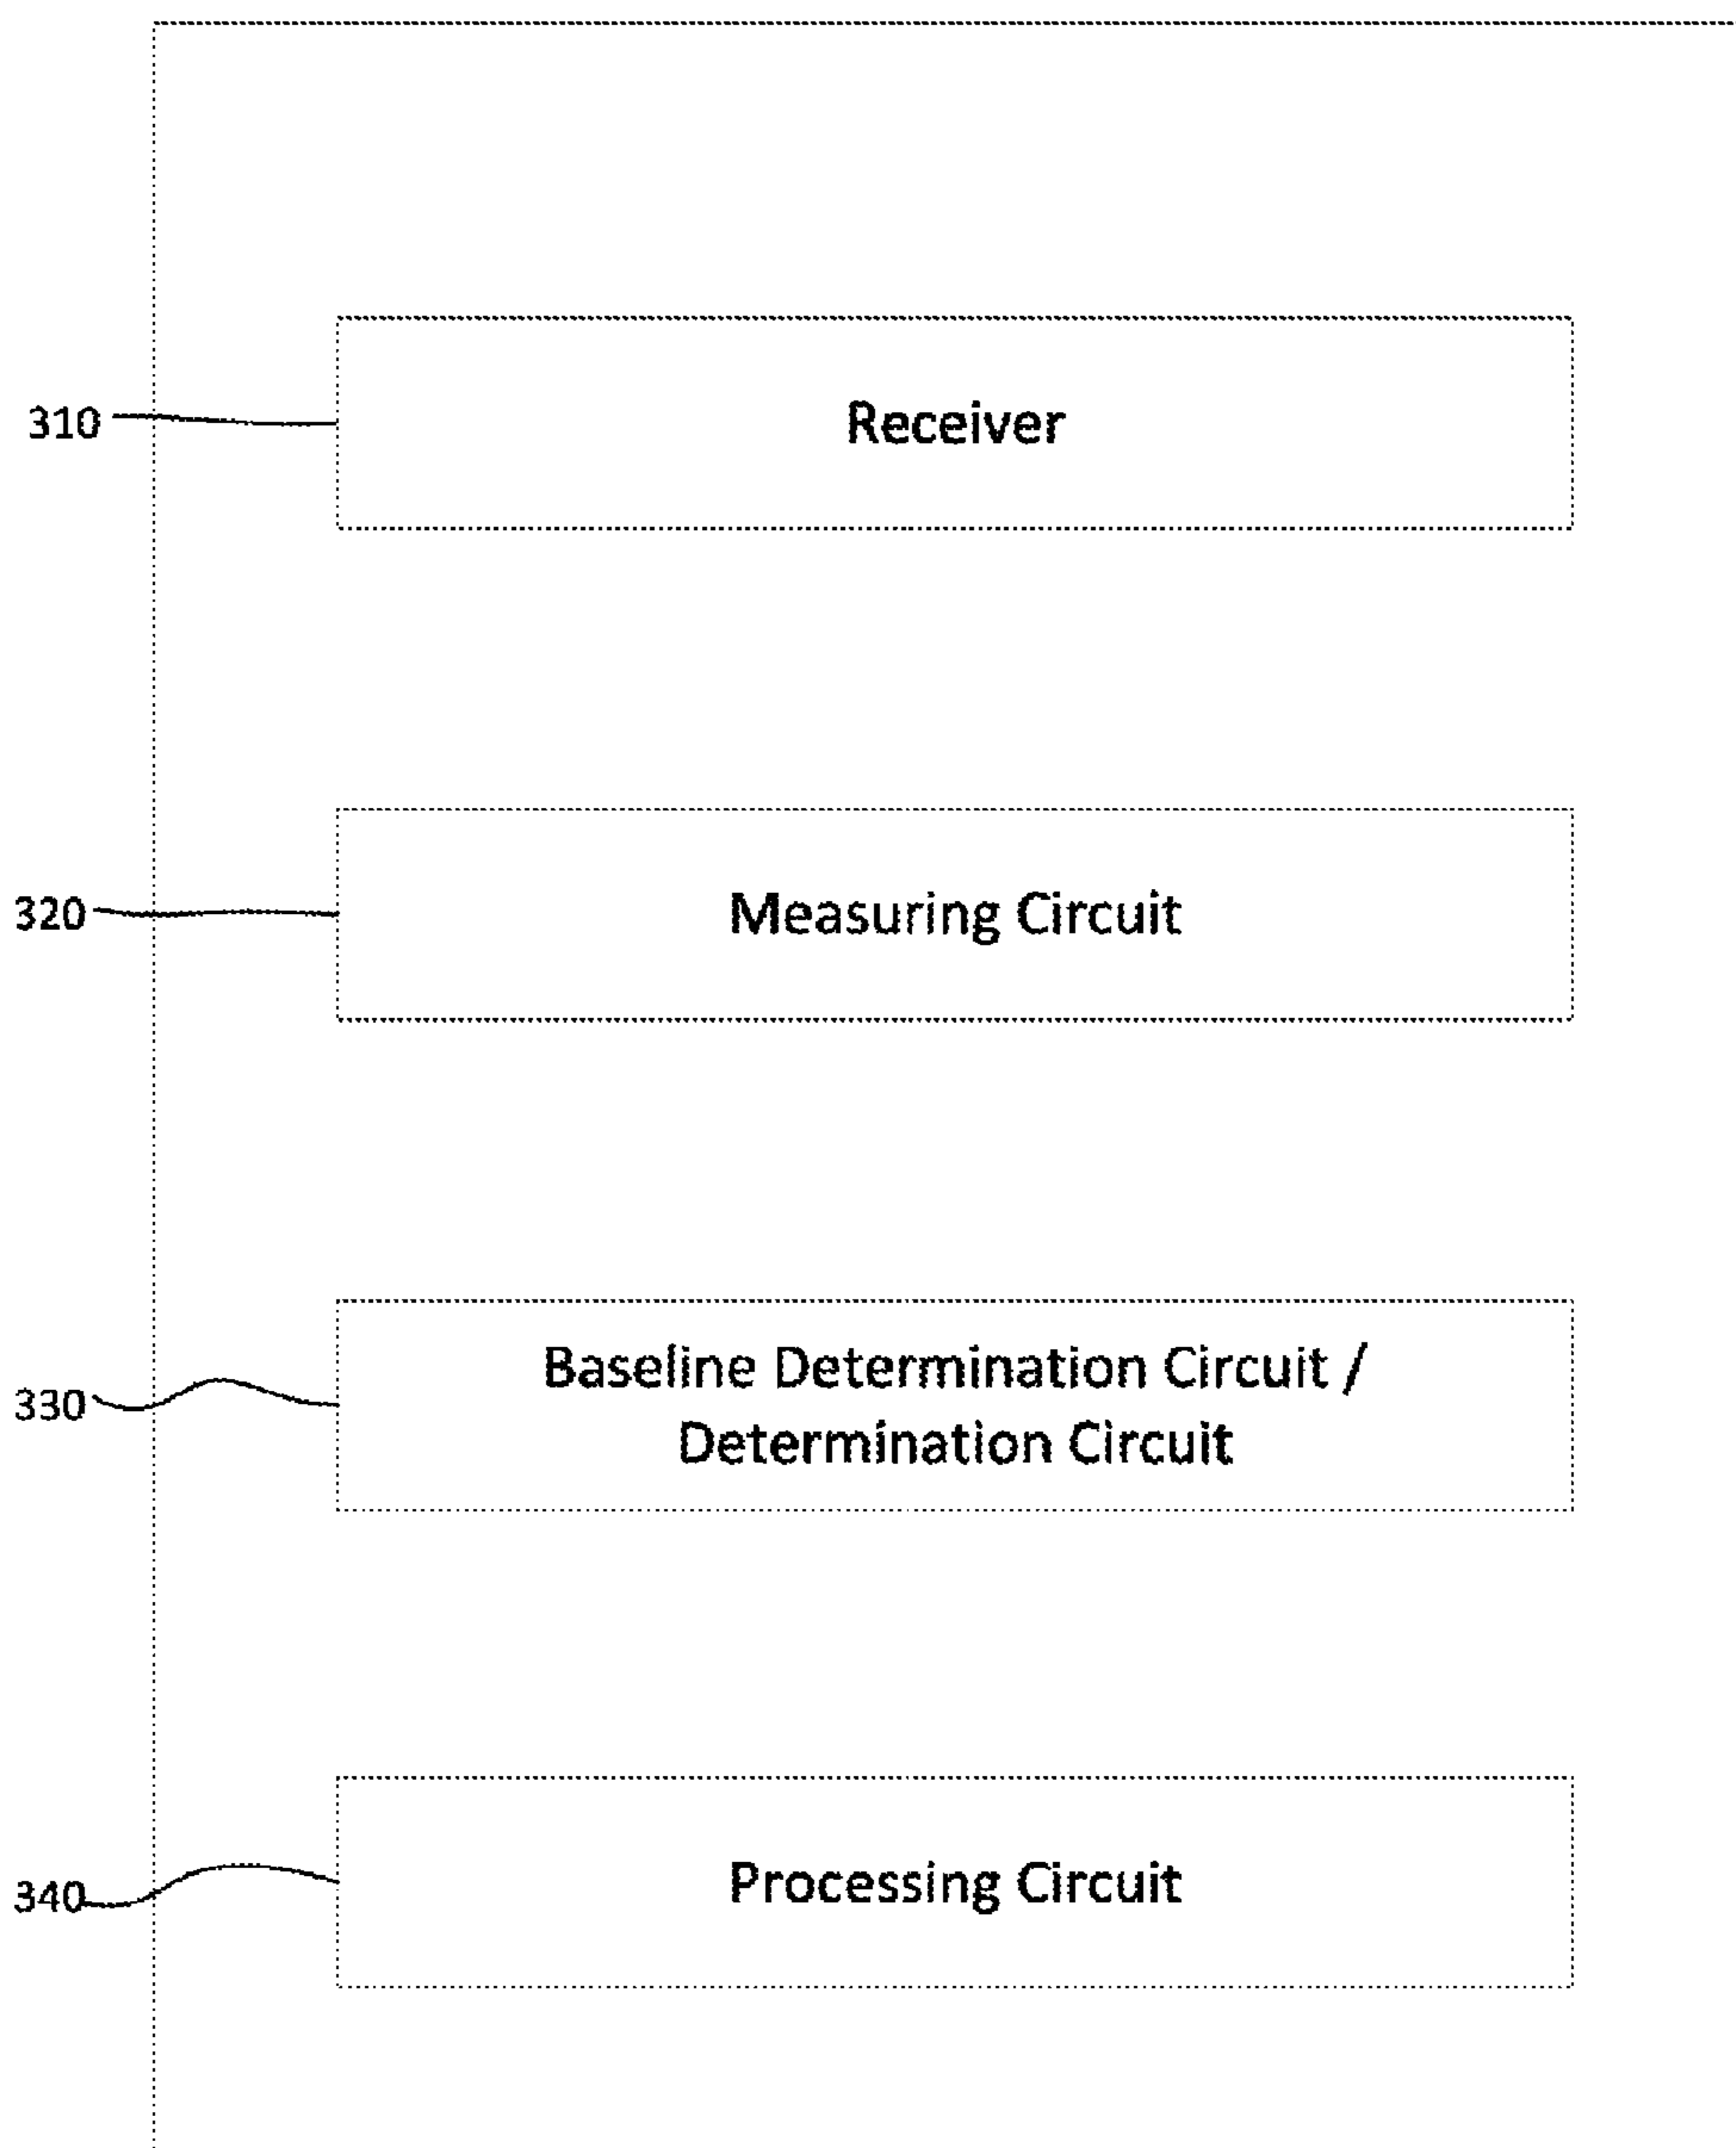 310
Receiver
320
Measuring Circuit
330
Baseline Determination Circuit /
Determination Circuit
340
Processing Circuit